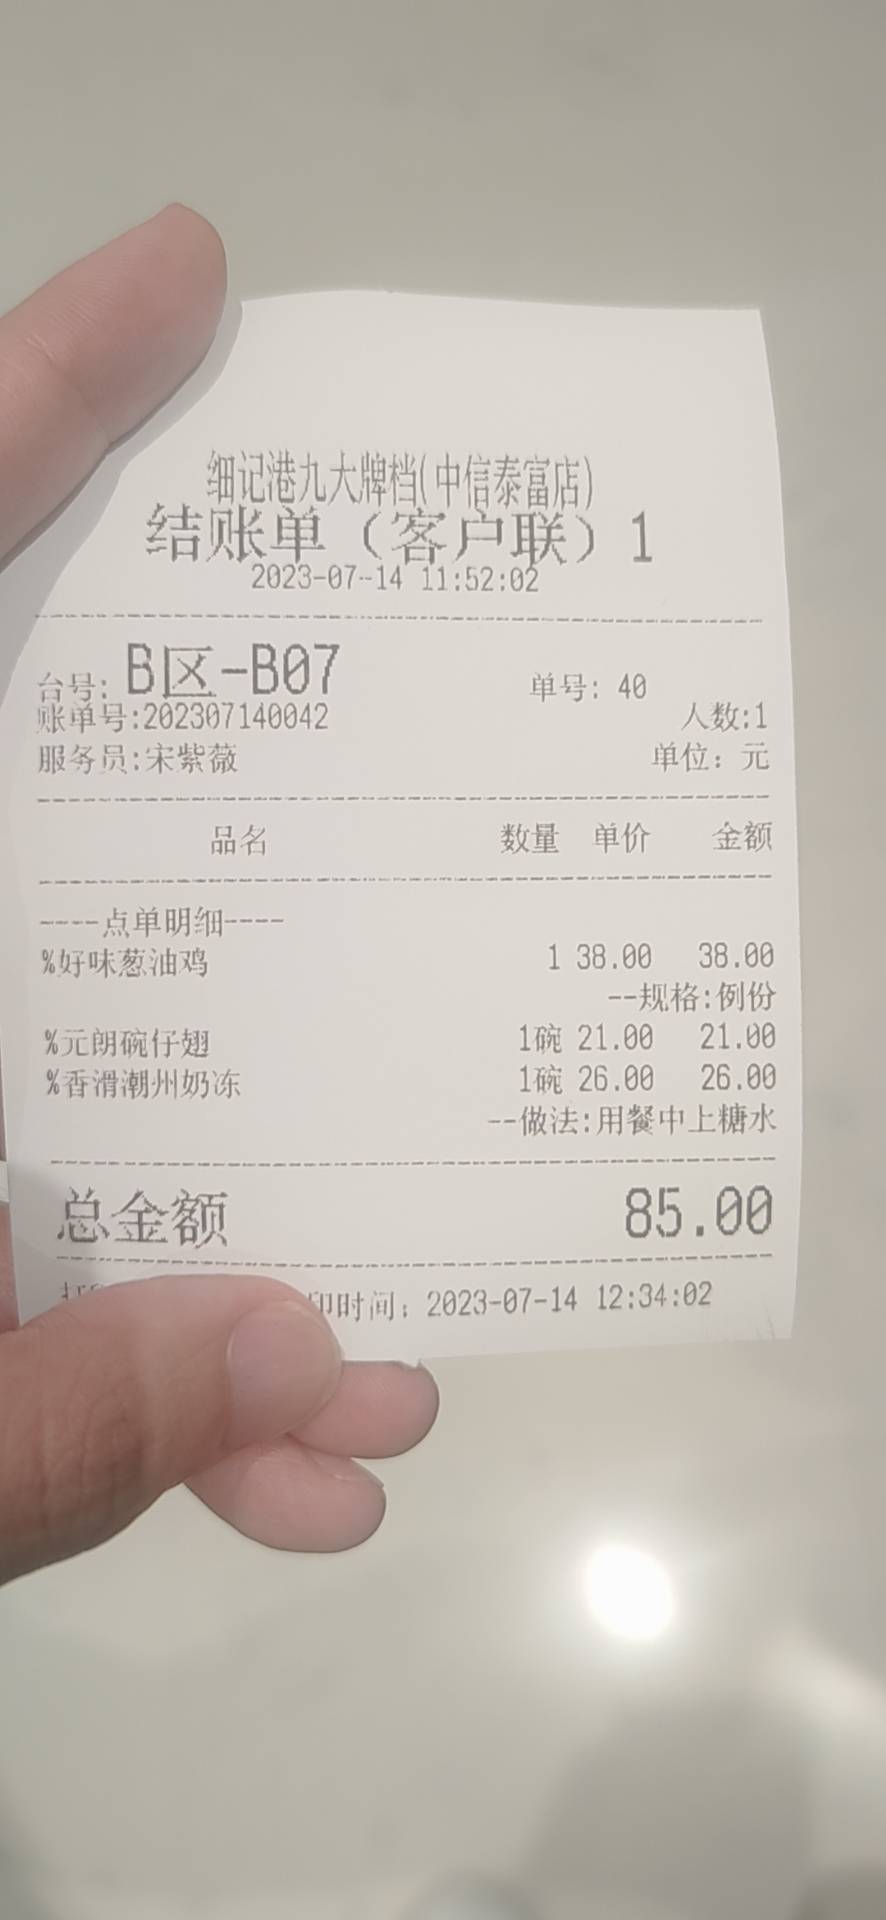 细记港九大牌档(中信泰富店)
结账单（客户联）1
2023-07-14 11:52:02
台号: B区-B07 单号: 40
账单号:202307140042 人数:1
服务员:宋紫薇 单位: 元
品名 数量 单价 金额
----点单明细----
%好味葱油鸡 1 38.00 38.00
--规格:例份
%元朗碗仔翅 1碗 21.00 21.00
%香滑潮州奶冻 1碗 26.00 26.00
--做法:用餐中上糖水
总金额 85.00
印时间: 2023-07-14 12:34:02